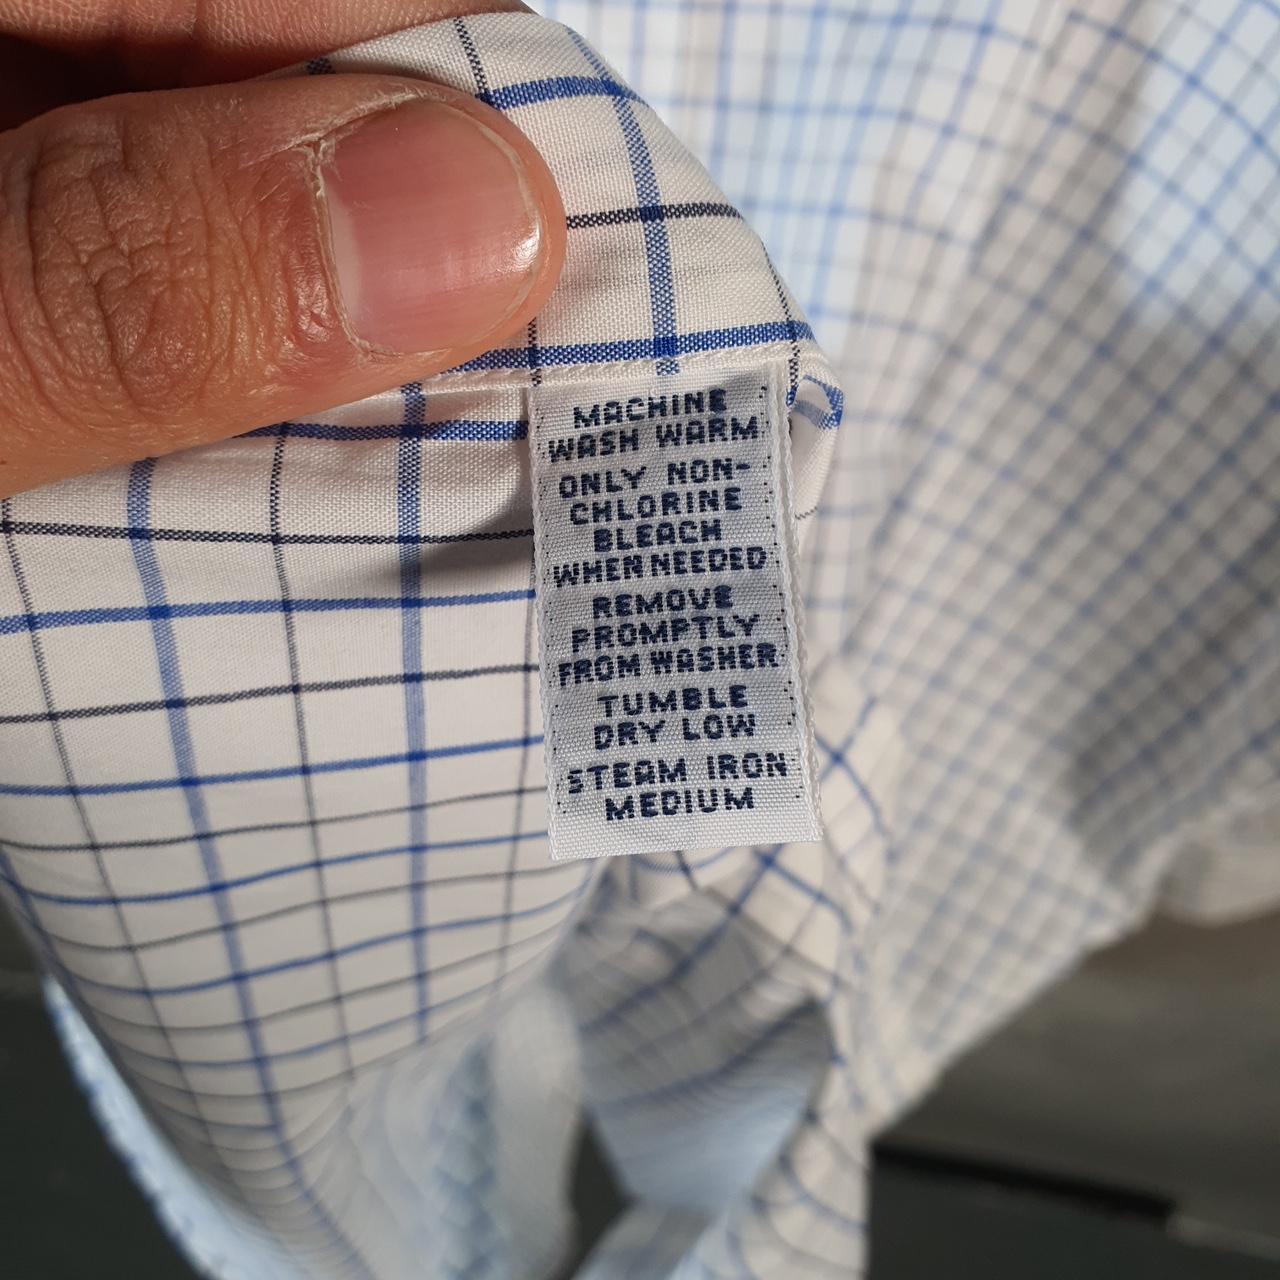 MACHINE
WASH WARM
ONLY NON-
CHLORINE
BLEACH
WHEN NEEDED
REMOVE
PROMPTLY
FROM WASHER
TUMBLE
DRY LOW
STEAM IRON
MEDIUM